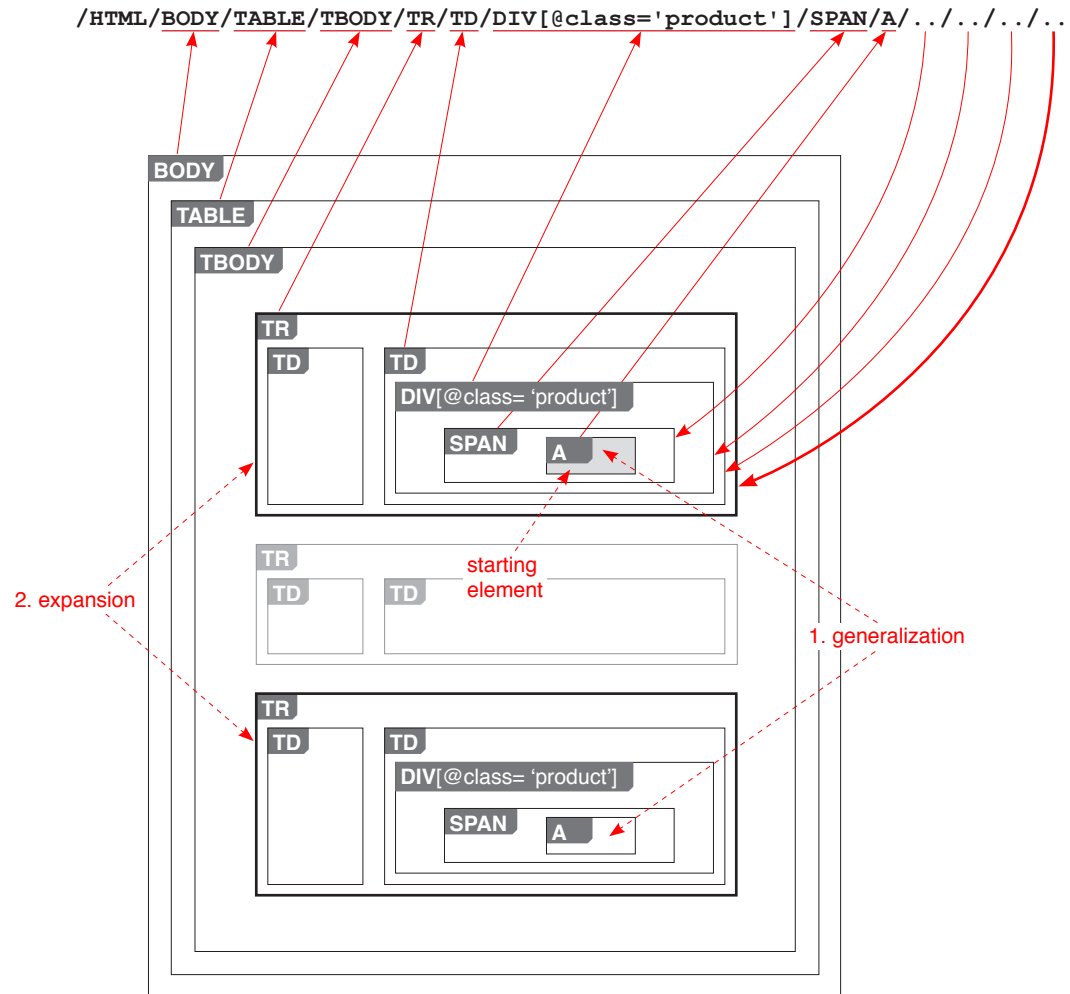 /HTML/BODY/TABLE/TBODY/TR/TD/DIV[@class='product']/SPAN/A/../../../..
BODY
TABLE
TBODY
TR
TD
TD
DIV[@class= ‘product’]
SPAN
A
starting
element
TR
TD
TD
2. expansion
1. generalization
TR
TD
TD
DIV[@class= ‘product’]
SPAN
A